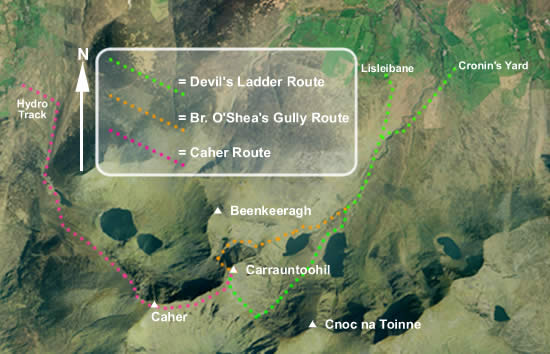 N
Lisleibane
Cronin's Yard
= Devil's Ladder Route
Hydro
Track
= Br. O'Shea's Gully Route
= Caher Route
Beenkeeragh
Carrauntoohil
Caher
Cnoc na Toinne